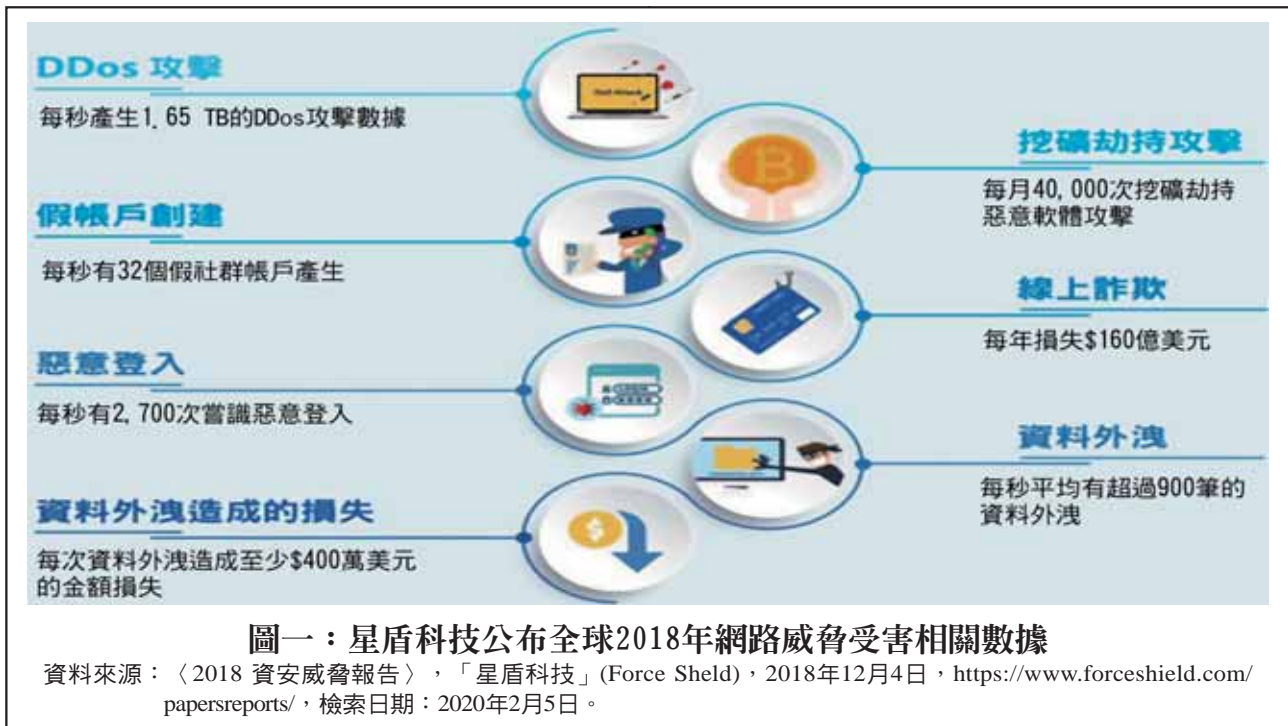 DDos 攻擊
每秒產生1.65 TB的DDos攻擊數據
挖礦劫持攻擊
每月40,000次挖礦劫持
惡意軟體攻擊
假帳戶創建
每秒有32個假社群帳戶產生
線上詐欺
每年損失$160億美元
惡意登入
每秒有2,700次嘗識惡意登入
資料外洩
每秒平均有超過900筆的
資料外洩
資料外洩造成的損失
每次資料外洩造成至少$400萬美元
的金額損失
圖一：星盾科技公布全球2018年網路威脅受害相關數據
資料來源：〈2018 資安威脅報告〉，「星盾科技」(Force Sheld)，2018年12月4日，https://www.forceshield.com/
papersreports/，檢索日期：2020年2月5日。